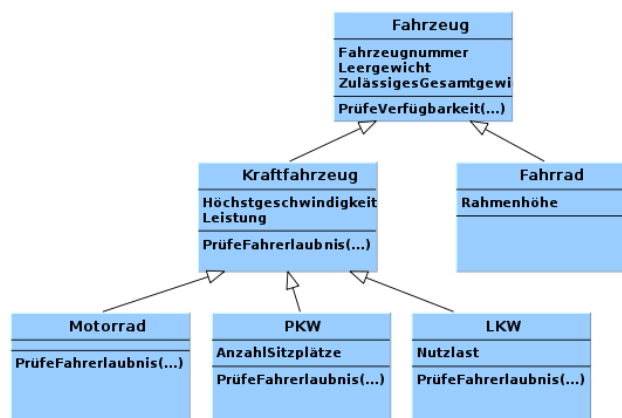 Fahrzeug
Fahrzeugnummer
Leergewicht
ZulässigesGesamtgewi
PrüfeVerfügbarkeit(...)
Kraftfahrzeug
Höchstgeschwindigkeit
Leistung
PrüfeFahrerlaubnis(...)
Fahrrad
Rahmenhöhe
Motorrad
PrüfeFahrerlaubnis(...)
PKW
AnzahlSitzplätze
PrüfeFahrerlaubnis(...)
LKW
Nutzlast
PrüfeFahrerlaubnis(...)